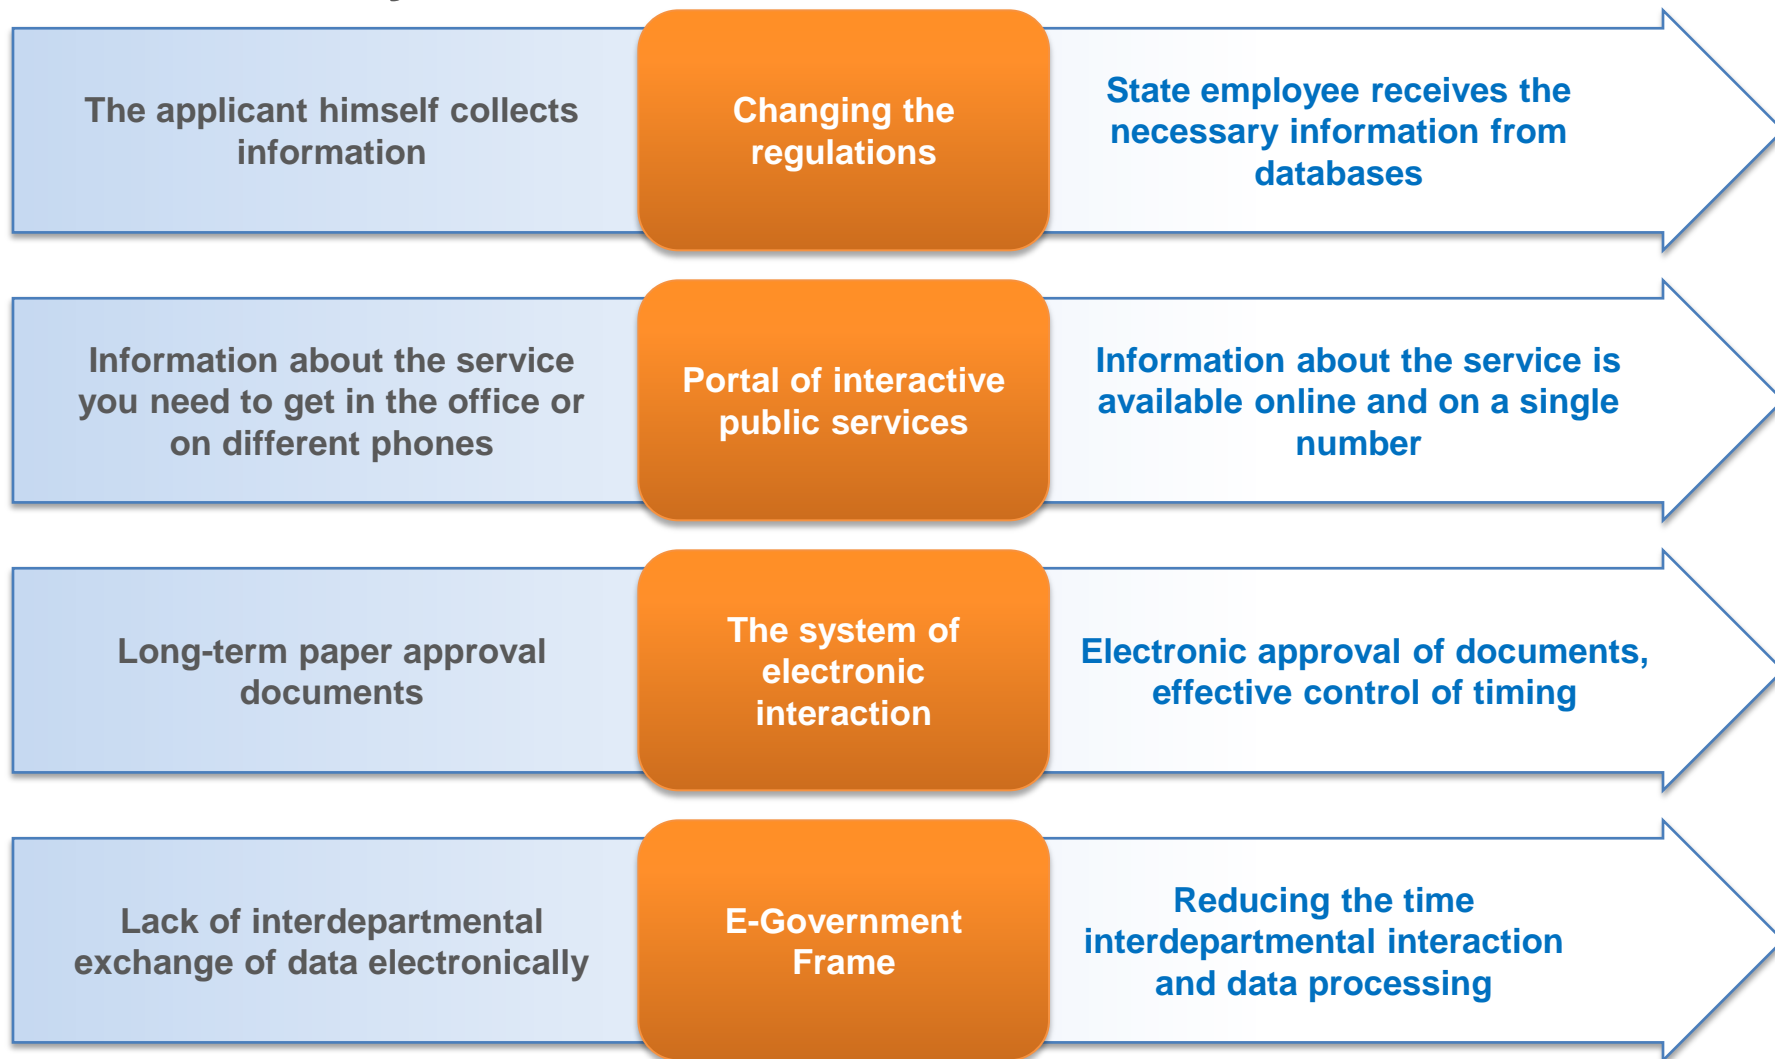 The applicant himself collects
information
Changing the
regulations
State employee receives the
necessary information from
databases
Information about the service
you need to get in the office or
on different phones
Portal of interactive
public services
Information about the service is
available online and on a single
number
Long-term paper approval
documents
The system of
electronic
interaction
Electronic approval of documents,
effective control of timing
Lack of interdepartmental
exchange of data electronically
E-Government
Frame
Reducing the time
interdepartmental interaction
and data processing